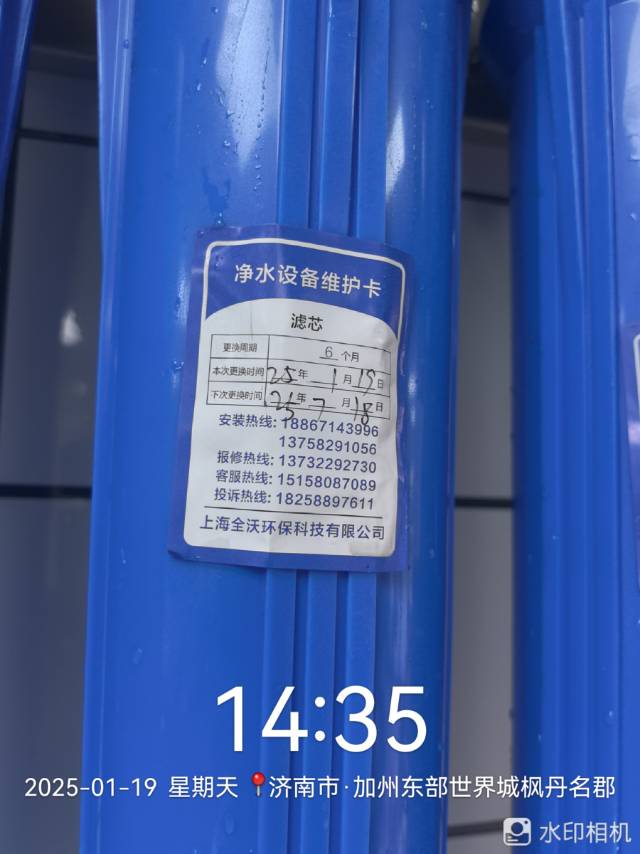 净水设备维护卡
滤芯
更换周期 6 个月
本次更换时间 25 年 1 月 19 日
下次更换时间 25 年 7 月 18 日
安装热线: 18867143996
13758291056
报修热线: 13732292730
客服热线: 15158087089
投诉热线: 18258897611
上海全沃环保科技有限公司
14:35
2025-01-19 星期天 济南市·加州东部世界城枫丹名郡
水印相机